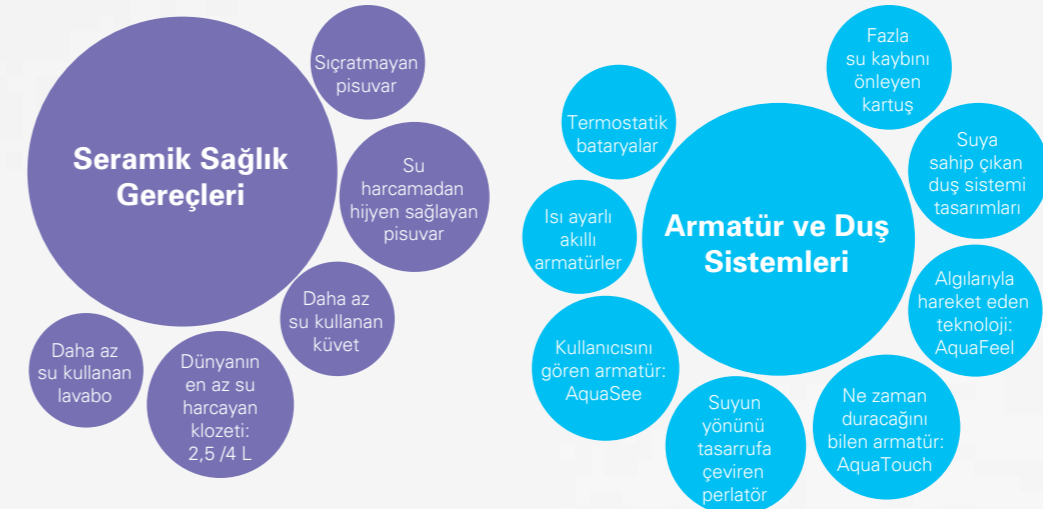 Seramik Sağlık
Gereçleri
Sıçratmayan
pisuvar
Su
harcamadan
hijyen sağlayan
pisuvar
Daha az
su kullanan
küvet
Dünyanın
en az su
harcayan
klozeti:
2,5 /4 L
Daha az
su kullanan
lavabo
Armatür ve Duş
Sistemleri
Fazla
su kaybını
önleyen
kartuş
Suya
sahip çıkan
duş sistemi
tasarımları
Algılarıyla
hareket eden
teknoloji:
AquaFeel
Ne zaman
duracağını
bilen armatür:
AquaTouch
Suyun
yönünü
tasarrufa
çeviren
perlatör
Kullanıcısını
gören armatür:
AquaSee
Isı ayarlı
akıllı
armatürler
Termostatik
bataryalar